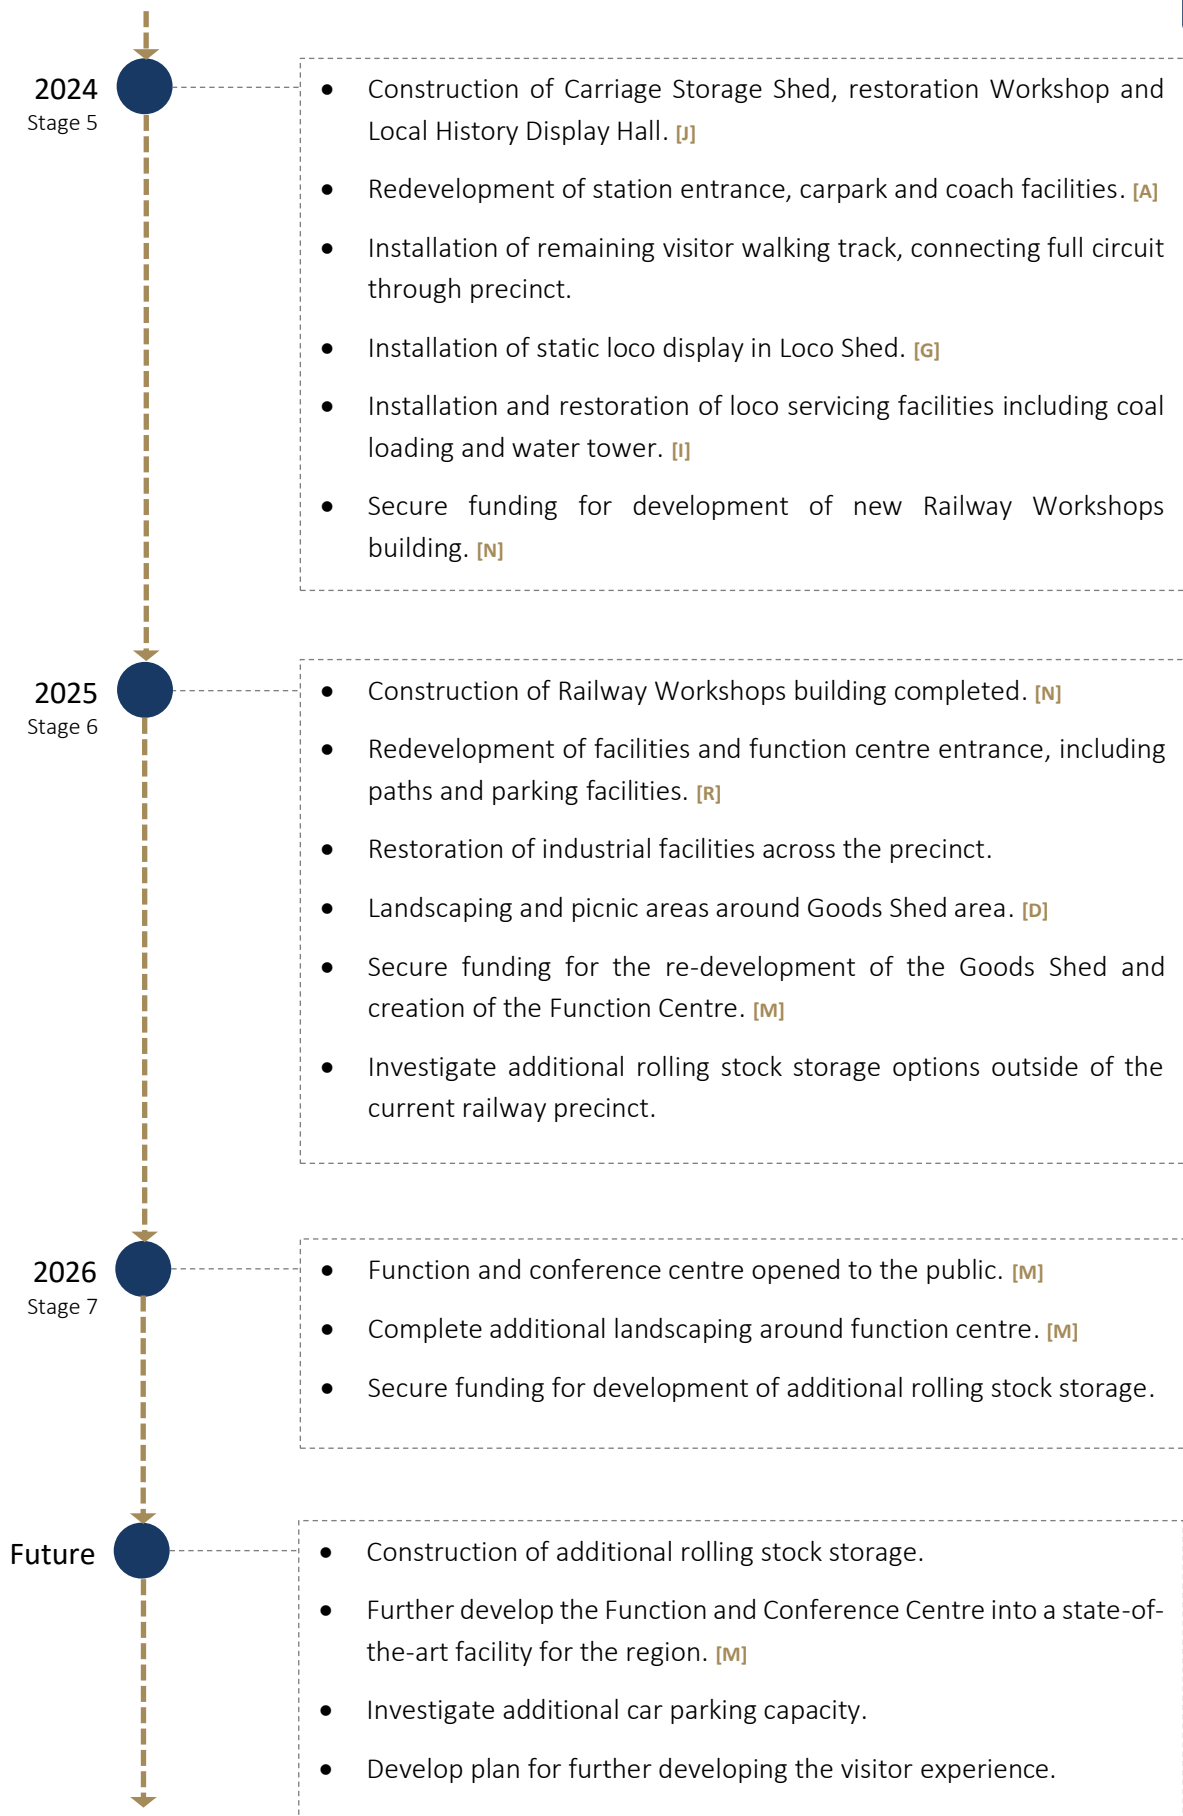 2024
Stage 5
• Construction of Carriage Storage Shed, restoration Workshop and
Local History Display Hall. [J]
• Redevelopment of station entrance, carpark and coach facilities. [A]
• Installation of remaining visitor walking track, connecting full circuit
through precinct.
• Installation of static loco display in Loco Shed. [G]
• Installation and restoration of loco servicing facilities including coal
loading and water tower. [I]
• Secure funding for development of new Railway Workshops
building. [N]
2025
Stage 6
• Construction of Railway Workshops building completed. [N]
• Redevelopment of facilities and function centre entrance, including
paths and parking facilities. [R]
• Restoration of industrial facilities across the precinct.
• Landscaping and picnic areas around Goods Shed area. [D]
• Secure funding for the re-development of the Goods Shed and
creation of the Function Centre. [M]
• Investigate additional rolling stock storage options outside of the
current railway precinct.
2026
Stage 7
• Function and conference centre opened to the public. [M]
• Complete additional landscaping around function centre. [M]
• Secure funding for development of additional rolling stock storage.
Future
• Construction of additional rolling stock storage.
• Further develop the Function and Conference Centre into a state-of-
the-art facility for the region. [M]
• Investigate additional car parking capacity.
• Develop plan for further developing the visitor experience.